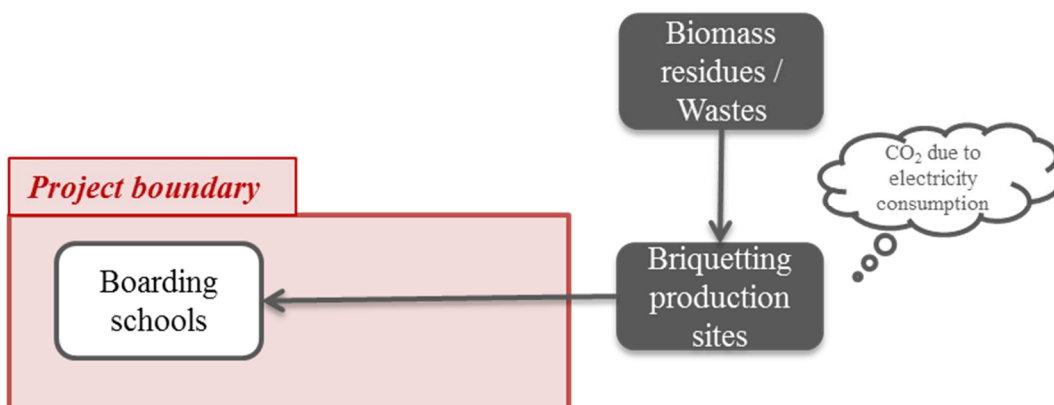 Biomass
residues /
Wastes
CO₂ due to
electricity
consumption
Project boundary
Boarding
schools
Briquetting
production
sites